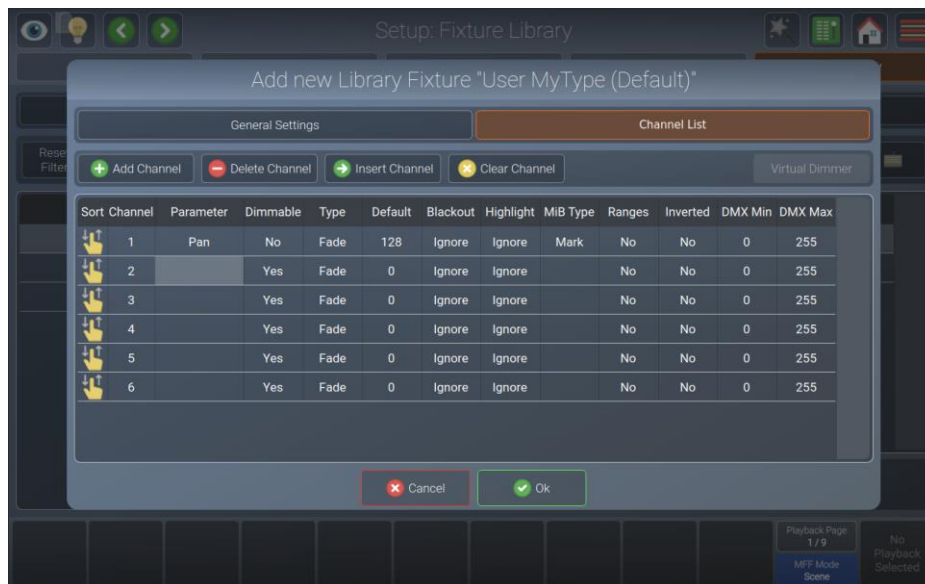 Setup: Fixture Library
Add new Library Fixture "User MyType (Default)"
General Settings
Channel List
Reset
Filter
Add Channel
Delete Channel
Insert Channel
Clear Channel
Virtual Dimmer
Sort Channel Parameter Dimmable Type Default Blackout Highlight MiB Type Ranges Inverted DMX Min DMX Max
1 Pan No Fade 128 Ignore Ignore Mark No No 0 255
2 Yes Fade 0 Ignore Ignore No No 0 255
3 Yes Fade 0 Ignore Ignore No No 0 255
4 Yes Fade 0 Ignore Ignore No No 0 255
5 Yes Fade 0 Ignore Ignore No No 0 255
6 Yes Fade 0 Ignore Ignore No No 0 255
Cancel
Ok
Playback Page
1 / 9
MFF Mode
Scene
No
Playback
Selected